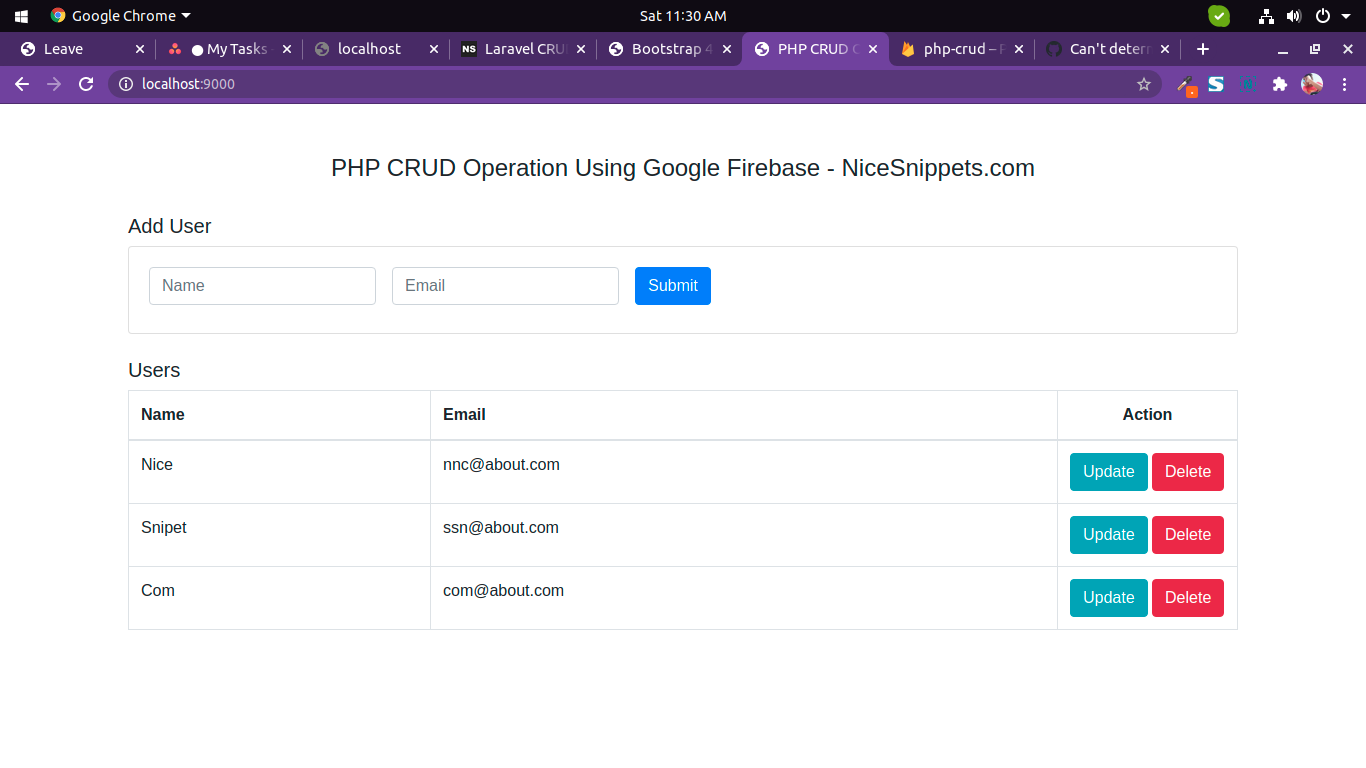 Google Chrome
Sat 11:30 AM
Leave
My Tasks
localhost
NS Laravel CRU
Bootstrap 4
PHP CRUD
php-crud –
Can't deter
localhost:9000
PHP CRUD Operation Using Google Firebase - NiceSnippets.com
Add User
Name Email Submit
Users
Name Email Action
Nice nnc@about.com Update Delete
Snipet ssn@about.com Update Delete
Com com@about.com Update Delete